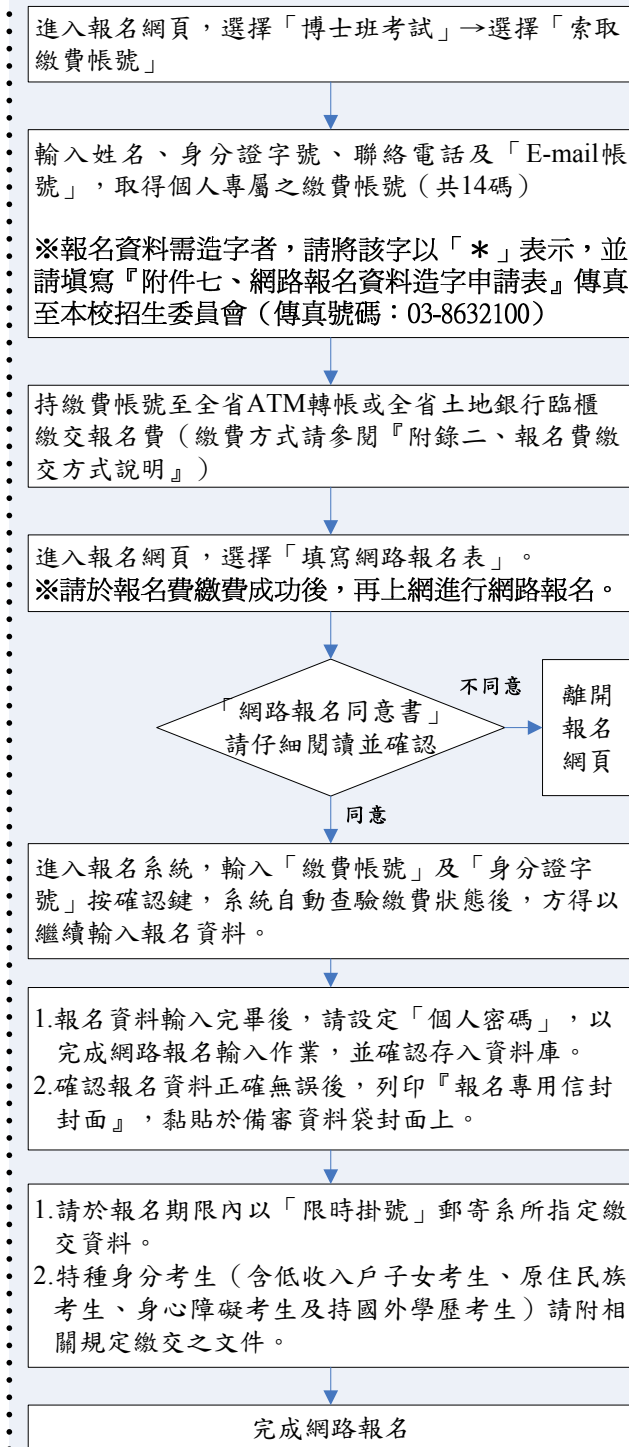 進入報名網頁，選擇「博士班考試」→選擇「索取
繳費帳號」
輸入姓名、身分證字號、聯絡電話及「E-mail帳
號」，取得個人專屬之繳費帳號（共14碼）
※報名資料需造字者，請將該字以「＊」表示，並
請填寫『附件七、網路報名資料造字申請表』傳真
至本校招生委員會（傳真號碼：03-8632100）
持繳費帳號至全省ATM轉帳或全省土地銀行臨櫃
繳交報名費（繳費方式請參閱『附錄二、報名費繳
交方式說明』）
進入報名網頁，選擇「填寫網路報名表」。
※請於報名費繳費成功後，再上網進行網路報名。
「網路報名同意書」
請仔細閱讀並確認
不同意
離開
報名
網頁
同意
進入報名系統，輸入「繳費帳號」及「身分證字
號」按確認鍵，系統自動查驗繳費狀態後，方得以
繼續輸入報名資料。
1.報名資料輸入完畢後，請設定「個人密碼」，以
完成網路報名輸入作業，並確認存入資料庫。
2.確認報名資料正確無誤後，列印『報名專用信封
封面』，黏貼於備審資料袋封面上。
1.請於報名期限內以「限時掛號」郵寄系所指定繳
交資料。
2.特種身分考生（含低收入戶子女考生、原住民族
考生、身心障礙考生及持國外學歷考生）請附相
關規定繳交之文件。
完成網路報名